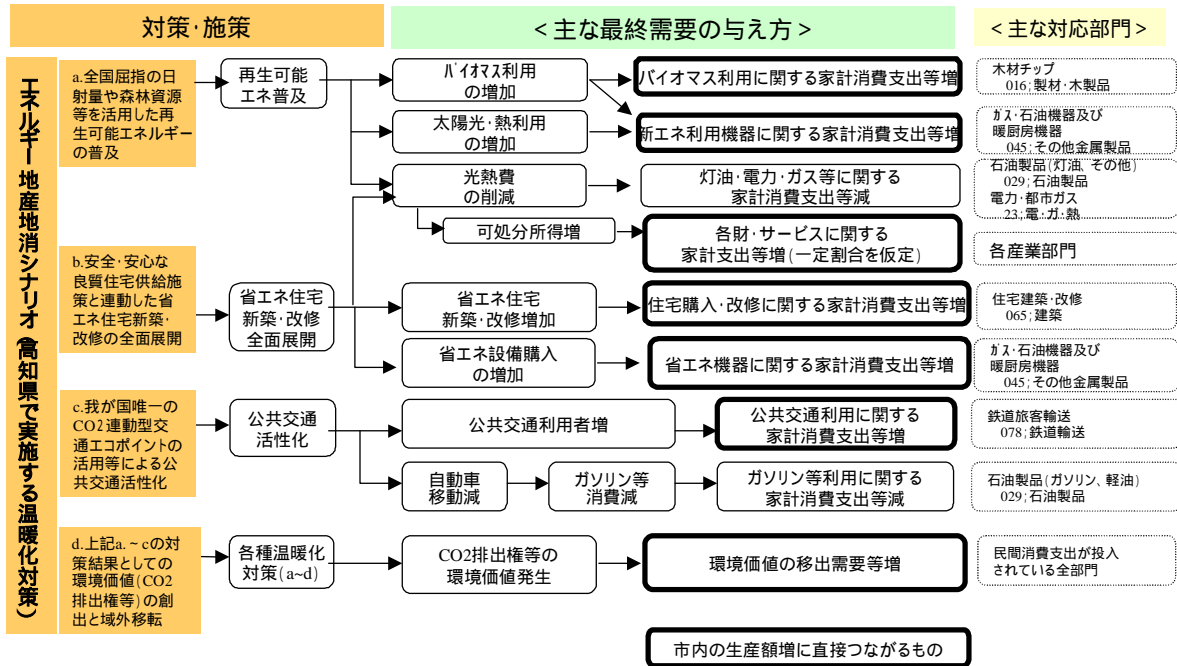 対策･施策
＜主な最終需要の与え方＞
＜主な対応部門＞
エネルギー地産地消シナリオ（高知県で実施する温暖化対策）
a.全国屈指の日
射量や森林資源
等を活用した再
生可能エネルギー
の普及
再生可能
エネ普及
ﾊﾞｲｵﾏｽ利用
の増加
バイオマス利用に関する家計消費支出等増
木材チップ
016;製材･木製品
太陽光･熱利用
の増加
新エネ利用機器に関する家計消費支出等増
ｶﾞｽ･石油機器及び
暖厨房機器
045;その他金属製品
光熱費
の削減
灯油･電力･ガス等に関する
家計消費支出等減
石油製品(灯油、その他)
029;石油製品
電力･都市ガス
23;電･ガ･熱
可処分所得増
各財･サービスに関する
家計支出等増(一定割合を仮定)
各産業部門
b.安全･安心な
良質住宅供給施
策と連動した省
エネ住宅新築･
改修の全面展開
省エネ住宅
新築･改修
全面展開
省エネ住宅
新築･改修増加
住宅購入･改修に関する家計消費支出等増
住宅建築･改修
065;建築
省エネ設備購入
の増加
省エネ機器に関する家計消費支出等増
ｶﾞｽ･石油機器及び
暖厨房機器
045;その他金属製品
c.我が国唯一の
CO2連動型交
通エコポイントの
活用等による公
共交通活性化
公共交通
活性化
公共交通利用者増
公共交通利用に関する
家計消費支出等増
鉄道旅客輸送
078;鉄道輸送
自動車
移動減
ガソリン等
消費減
ガソリン等利用に関する
家計消費支出等減
石油製品(ガソリン、軽油)
029;石油製品
d.上記a.～cの対
策結果としての
環境価値(CO2
排出権等)の創
出と域外移転
各種温暖化
対策(a~d)
CO2排出権等の
環境価値発生
環境価値の移出需要等増
民間消費支出が投入
されている全部門
市内の生産額増に直接つながるもの